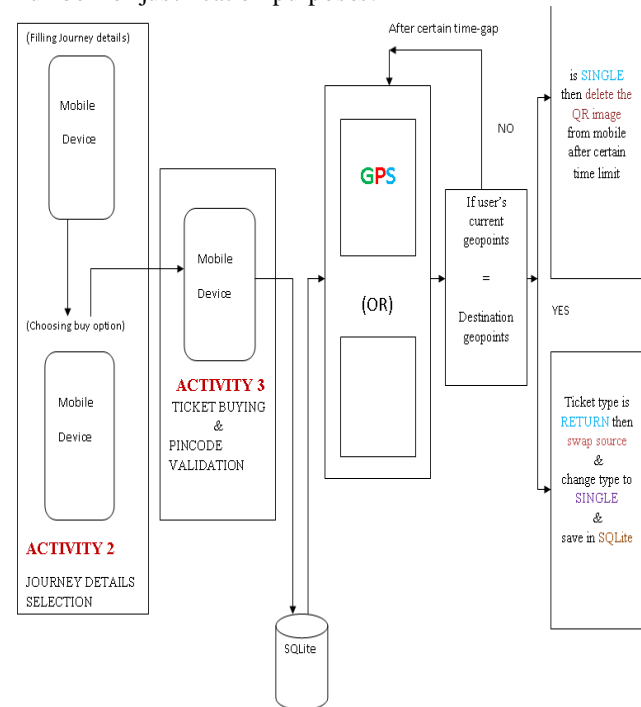 (Filling Journey details)
Mobile
Device
(Choosing buy option)
Mobile
Device
ACTIVITY 2
JOURNEY DETAILS
SELECTION
Mobile
Device
ACTIVITY 3
TICKET BUYING
&
PINCODE
VALIDATION
SQLite
After certain time-gap
GPS
(OR)
NO
If user's
current
geopoints
=
Destination
geopoints
YES
is SINGLE
then delete the
QR image
from mobile
after certain
time limit
Ticket type is
RETURN then
swap source
&
change type to
SINGLE
&
save in SQLite